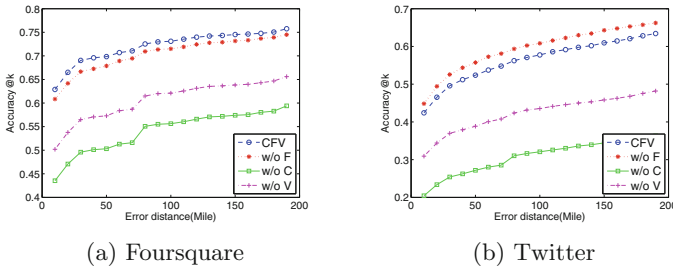 0.8
0.75
0.7
0.65
0.6
0.55
0.5
0.45
0.4
0 50 100 150 200
Accuracy @k
Error distance(Mile)
CFV
w/o F
w/o C
w/o V
(a) Foursquare
0.7
0.6
0.5
0.4
0.3
0.2
0 50 100 150 200
Accuracy @k
Error distance(Mile)
CFV
w/o F
w/o C
w/o V
(b) Twitter